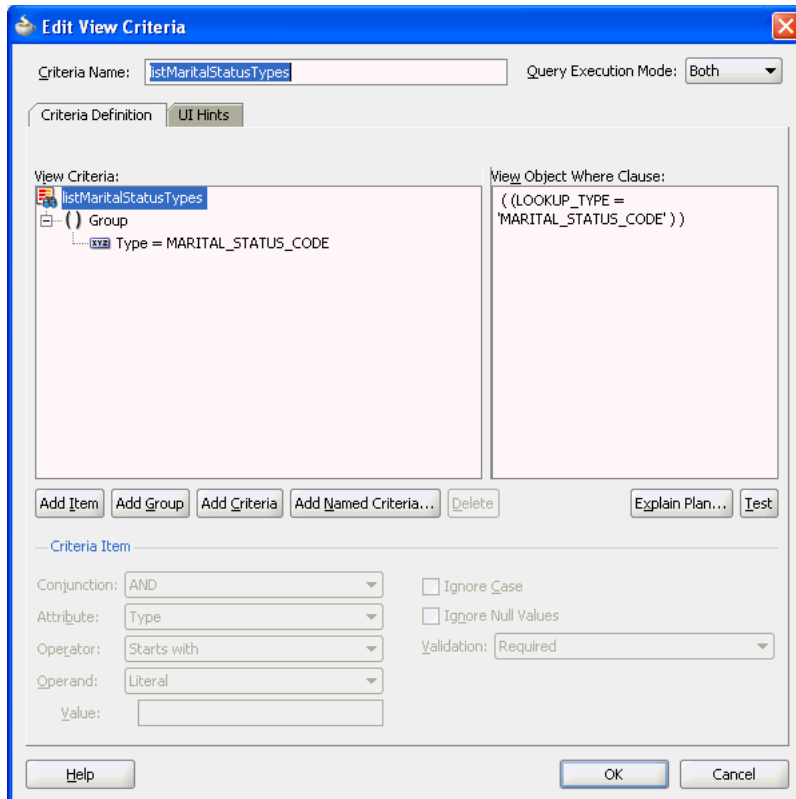 Edit View Criteria
Criteria Name: listMaritalStatusTypes Query Execution Mode: Both
Criteria Definition UI Hints
View Criteria: View Object Where Clause:
listMaritalStatusTypes
( ) Group
XYZ Type = MARITAL_STATUS_CODE
( (LOOKUP_TYPE =
'MARITAL_STATUS_CODE' ) )
Add Item Add Group Add Criteria Add Named Criteria... Delete Explain Plan... Test
Criteria Item
Conjunction: AND Ignore Case
Attribute: Type Ignore Null Values
Operator: Starts with Validation: Required
Operand: Literal
Value:
Help OK Cancel